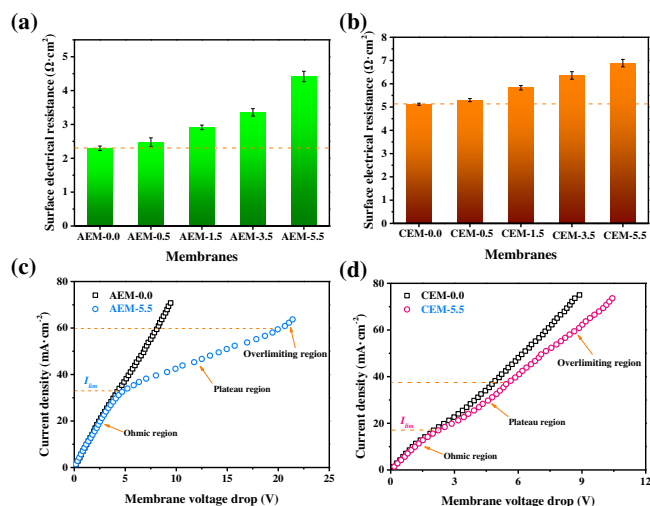 (a)
Surface electrical resistance (Ω·cm²)
6
5
4
3
2
1
0
AEM-0.0 AEM-0.5 AEM-1.5 AEM-3.5 AEM-5.5
Membranes
(b)
Surface electrical resistance (Ω·cm²)
9
8
7
6
5
4
3
2
1
0
CEM-0.0 CEM-0.5 CEM-1.5 CEM-3.5 CEM-5.5
Membranes
(c)
Current density (mA·cm⁻²)
80
60
40
20
0
AEM-0.0
AEM-5.5
Overlimiting region
Plateau region
I_lim
Ohmic region
0 5 10 15 20 25
Membrane voltage drop (V)
(d)
Current density (mA·cm⁻²)
80
60
40
20
0
CEM-0.0
CEM-5.5
Overlimiting region
Plateau region
I_lim
Ohmic region
0 3 6 9 12
Membrane voltage drop (V)